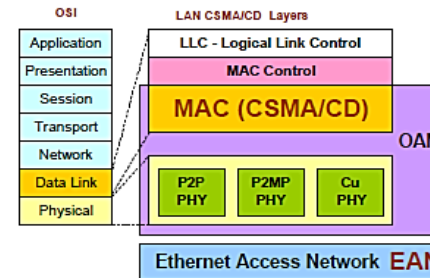 OSI
LAN CSMA/CD Layers
Application
Presentation
Session
Transport
Network
Data Link
Physical
LLC - Logical Link Control
MAC Control
MAC (CSMA/CD)
OAM
P2P
PHY
P2MP
PHY
Cu
PHY
Ethernet Access Network EAN